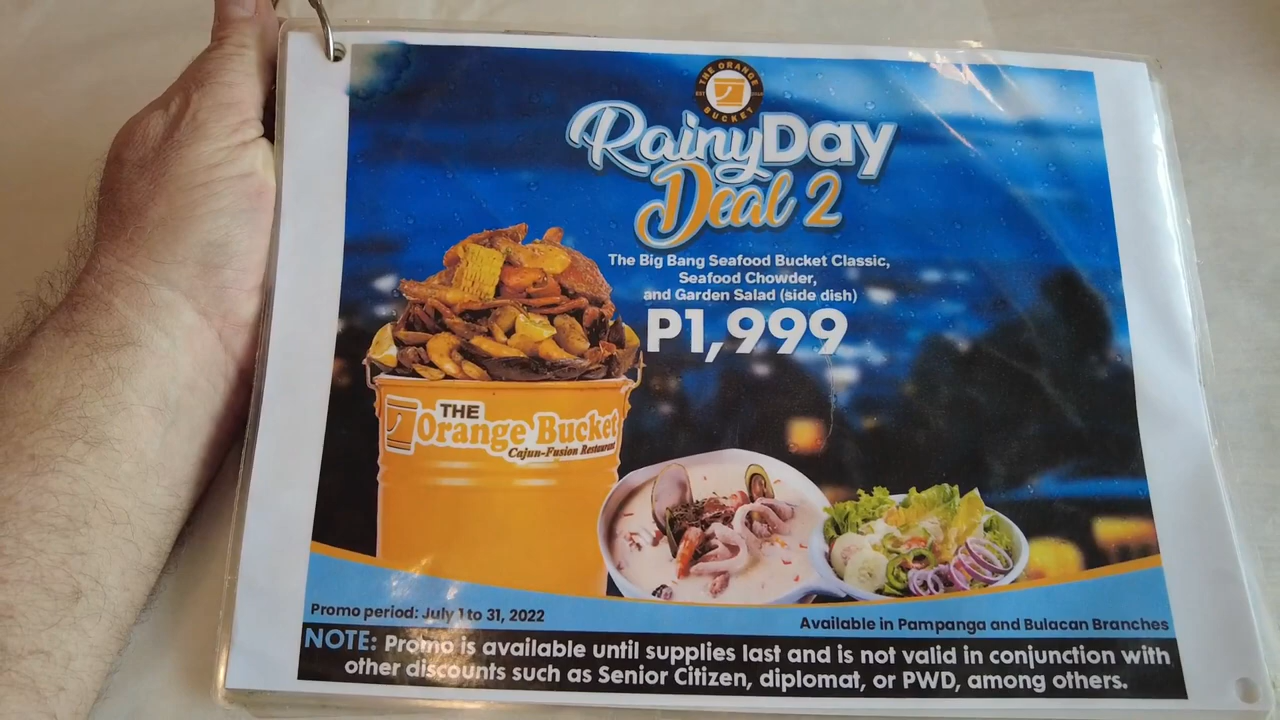 THE ORANGE BUCKET
RainyDay
Deal 2
The Big Bang Seafood Bucket Classic,
Seafood Chowder,
and Garden Salad (side dish)
P1,999
THE
Orange Bucket
Cajun-Fusion Restaurant
Promo period: July 1 to 31, 2022
Available in Pampanga and Bulacan Branches
NOTE: Promo is available until supplies last and is not valid in conjunction with
other discounts such as Senior Citizen, diplomat, or PWD, among others.